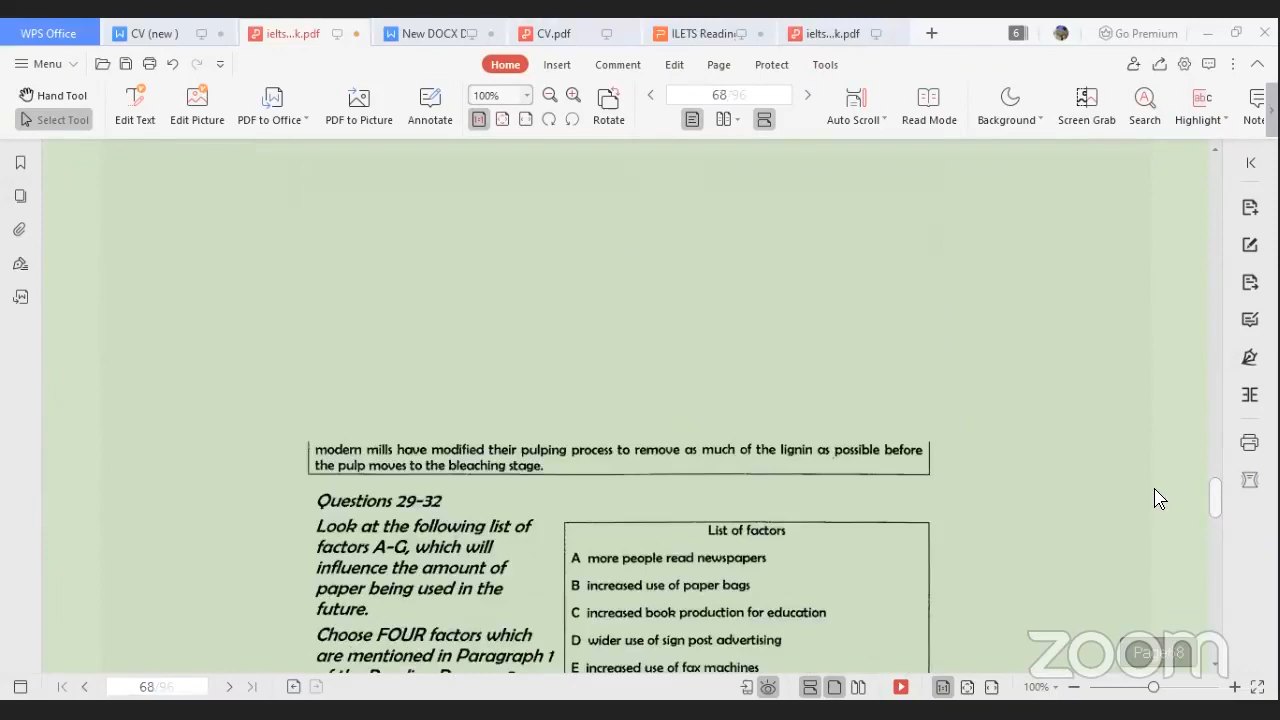 WPS Office
CV (new )
ielts...k.pdf
New DOCX D
CV.pdf
ILETS Reading
ielts...k.pdf
6
Go Premium
Menu
Home
Insert
Comment
Edit
Page
Protect
Tools
Hand Tool
Select Tool
Edit Text
Edit Picture
PDF to Office
PDF to Picture
Annotate
100%
Rotate
68/96
Auto Scroll
Read Mode
Background
Screen Grab
Search
Highlight
Note
modern mills have modified their pulping process to remove as much of the lignin as possible before
the pulp moves to the bleaching stage.
Questions 29-32
Look at the following list of
factors A-G, which will
influence the amount of
paper being used in the
future.
Choose FOUR factors which
are mentioned in Paragraph 1
List of factors
A more people read newspapers
B increased use of paper bags
C increased book production for education
D wider use of sign post advertising
E increased use of fax machines
zoom
68/96
100%